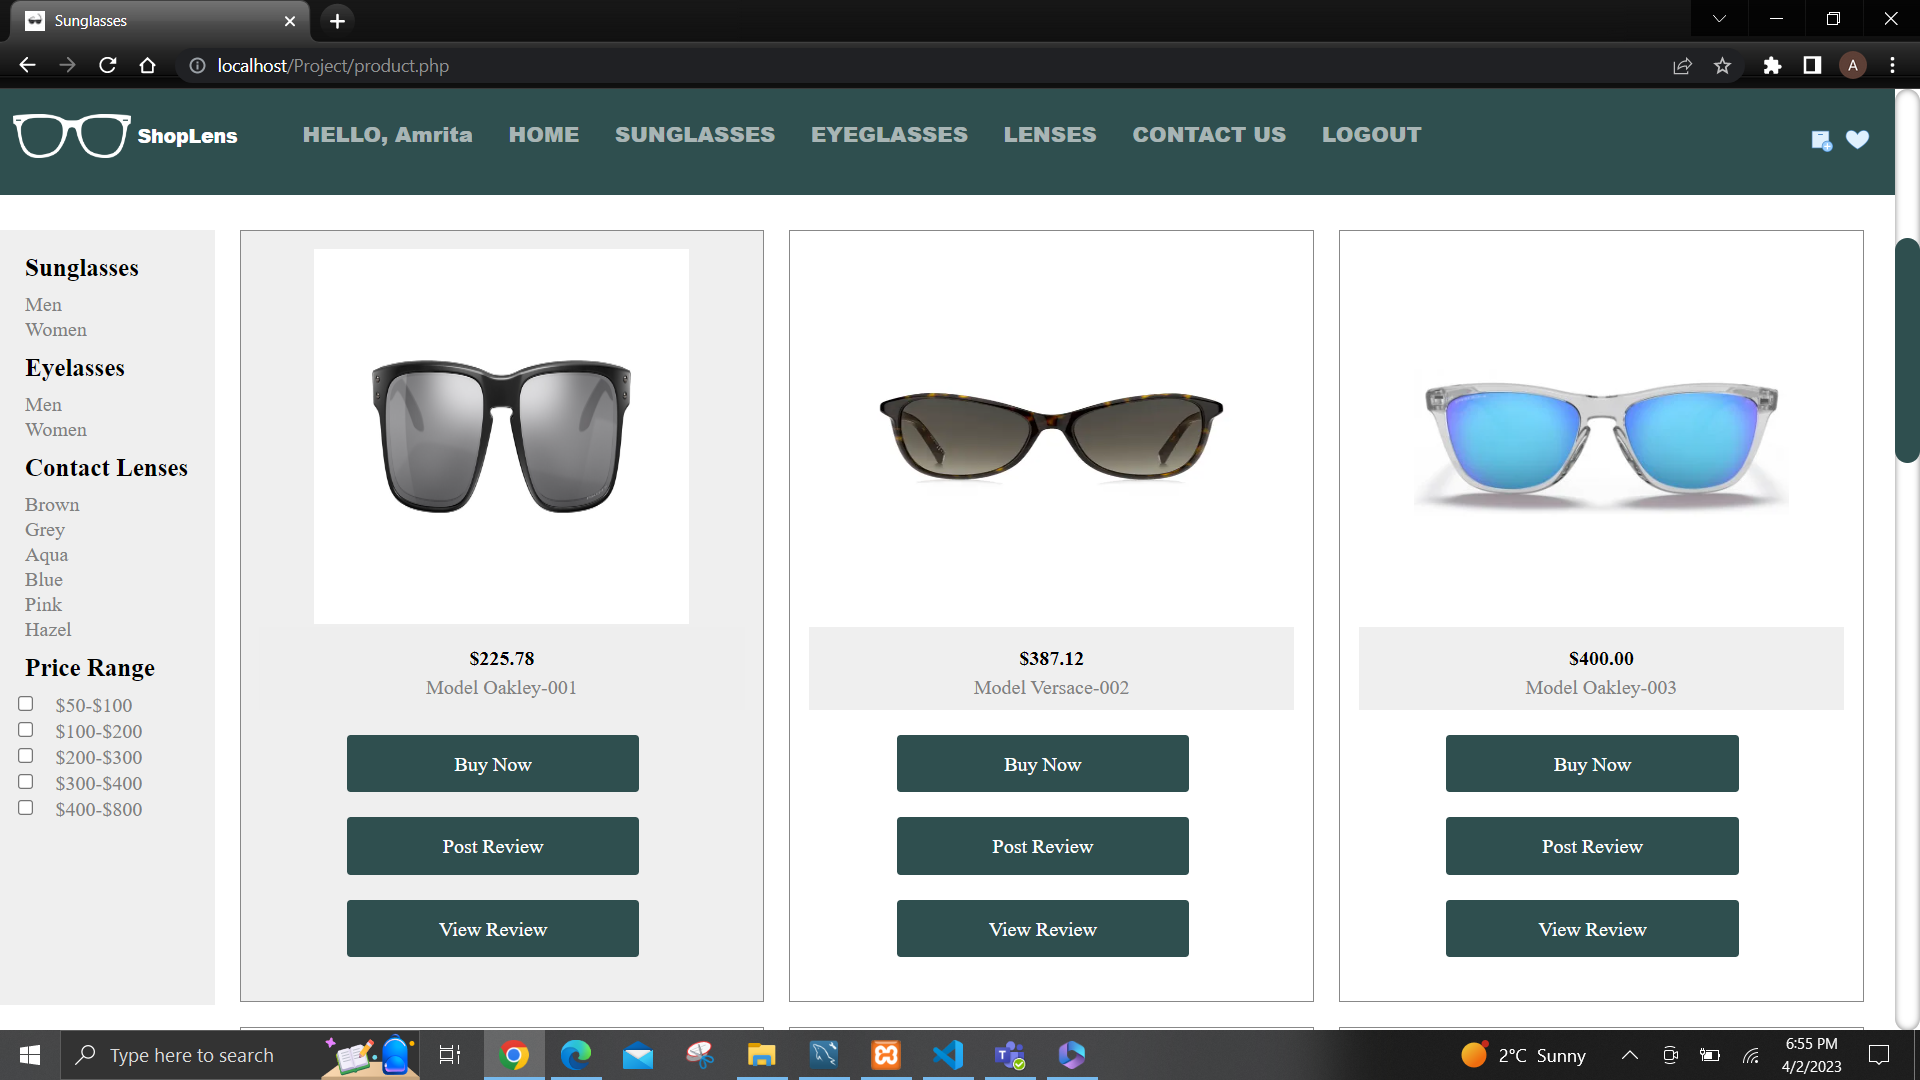 Sunglasses
localhost/Project/product.php
A
ShopLens
HELLO, Amrita HOME SUNGLASSES EYEGLASSES LENSES CONTACT US LOGOUT
Sunglasses
Men
Women
Eyelasses
Men
Women
Contact Lenses
Brown
Grey
Aqua
Blue
Pink
Hazel
Price Range
$50-$100
$100-$200
$200-$300
$300-$400
$400-$800
$225.78
Model Oakley-001
Buy Now
Post Review
View Review
$387.12
Model Versace-002
Buy Now
Post Review
View Review
$400.00
Model Oakley-003
Buy Now
Post Review
View Review
Type here to search
2°C Sunny
6:55 PM
4/2/2023